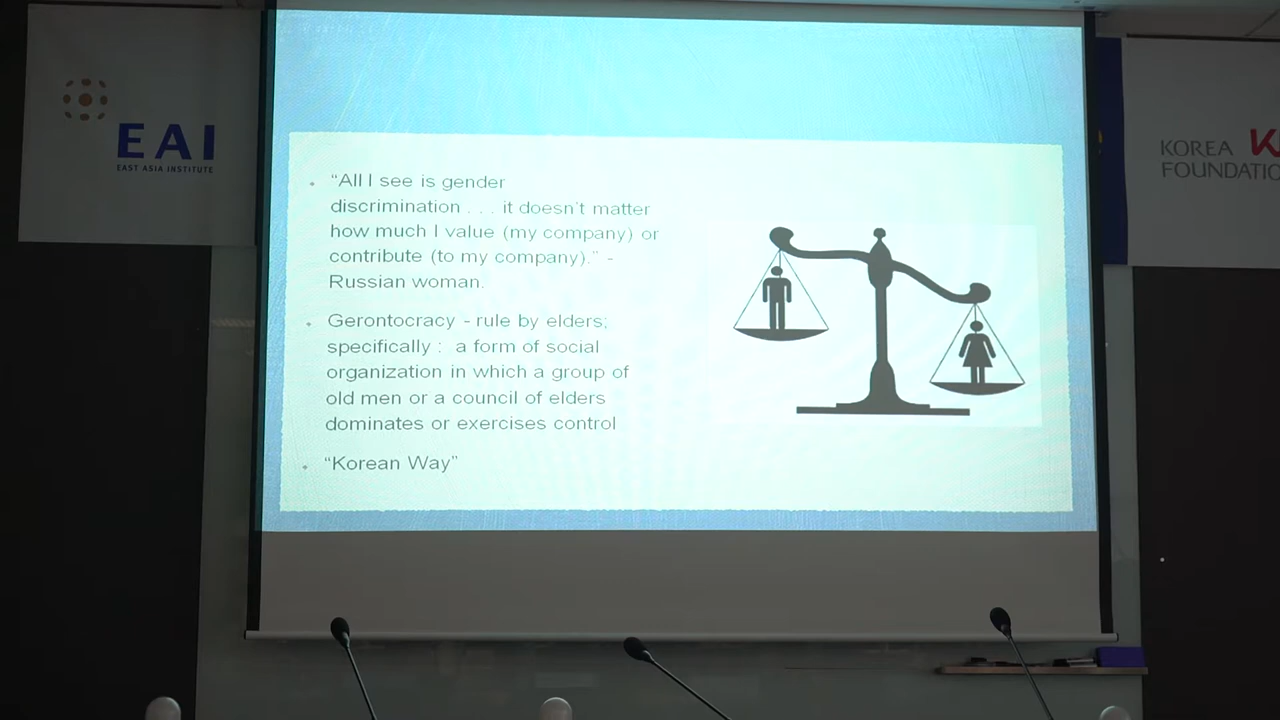 EAI
EAST ASIA INSTITUTE
KOREA
FOUNDATIO
“All I see is gender
discrimination . . . it doesn’t matter
how much I value (my company) or
contribute (to my company).” -
Russian woman.
Gerontocracy - rule by elders;
specifically : a form of social
organization in which a group of
old men or a council of elders
dominates or exercises control
“Korean Way”